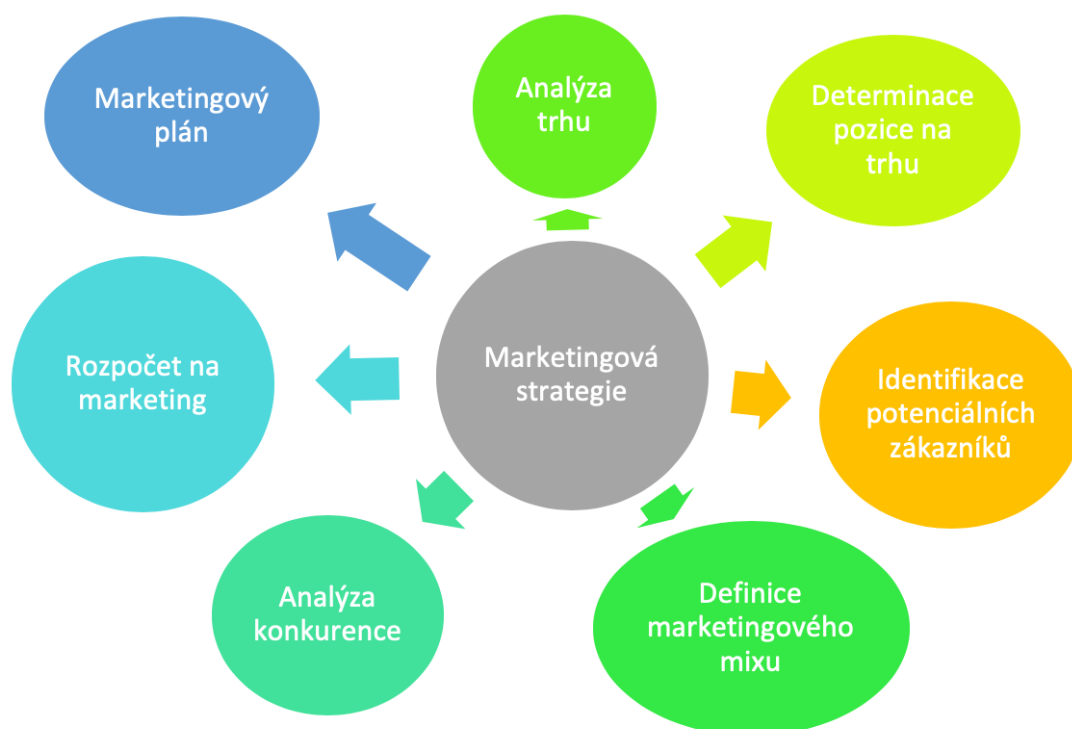 Marketingový
plán
Analýza
trhu
Determinace
pozice na
trhu
Rozpočet na
marketing
Marketingová
strategie
Identifikace
potenciálních
zákazníků
Analýza
konkurence
Definice
marketingového
mixu